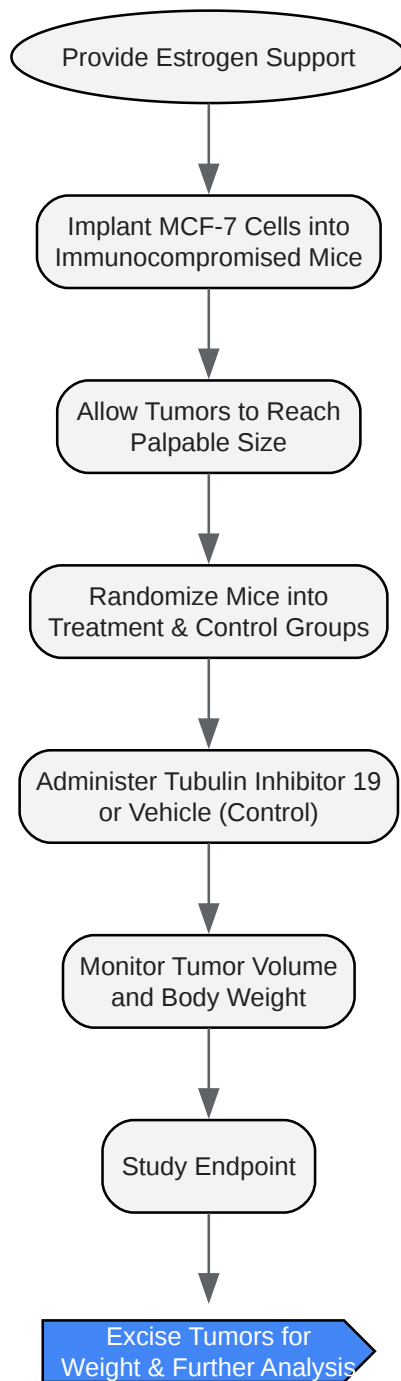 Provide Estrogen Support
Implant MCF-7 Cells into
Immunocompromised Mice
Allow Tumors to Reach
Palpable Size
Randomize Mice into
Treatment & Control Groups
Administer Tubulin Inhibitor 19
or Vehicle (Control)
Monitor Tumor Volume
and Body Weight
Study Endpoint
Excise Tumors for
Weight & Further Analysis